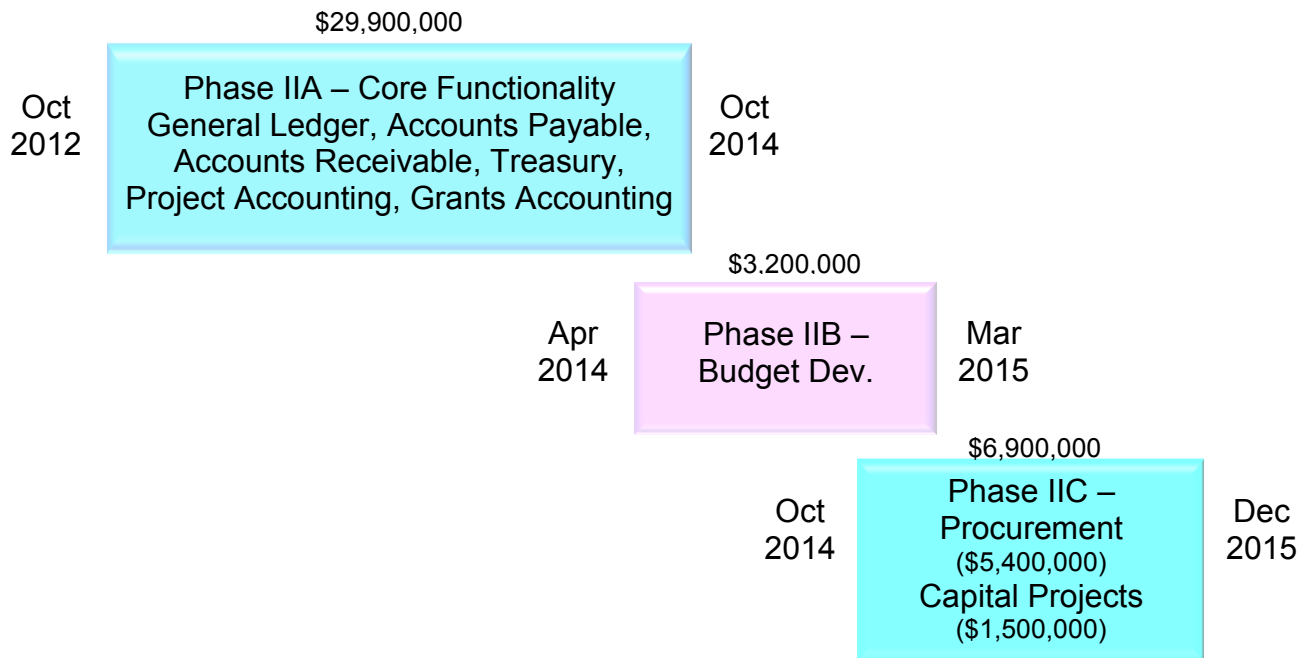 $29,900,000
Oct
2012
Phase IIA – Core Functionality
General Ledger, Accounts Payable,
Accounts Receivable, Treasury,
Project Accounting, Grants Accounting
Oct
2014
$3,200,000
Apr
2014
Phase IIB –
Budget Dev.
Mar
2015
$6,900,000
Oct
2014
Phase IIC –
Procurement
($5,400,000)
Capital Projects
($1,500,000)
Dec
2015